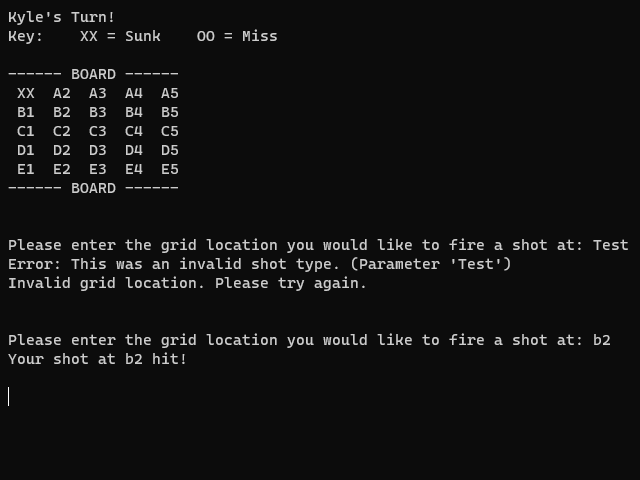 Kyle's Turn!
Key:    XX = Sunk    OO = Miss
------ BOARD ------
XX  A2  A3  A4  A5
B1  B2  B3  B4  B5
C1  C2  C3  C4  C5
D1  D2  D3  D4  D5
E1  E2  E3  E4  E5
------ BOARD ------
Please enter the grid location you would like to fire a shot at: Test
Error: This was an invalid shot type. (Parameter 'Test')
Invalid grid location. Please try again.
Please enter the grid location you would like to fire a shot at: b2
Your shot at b2 hit!